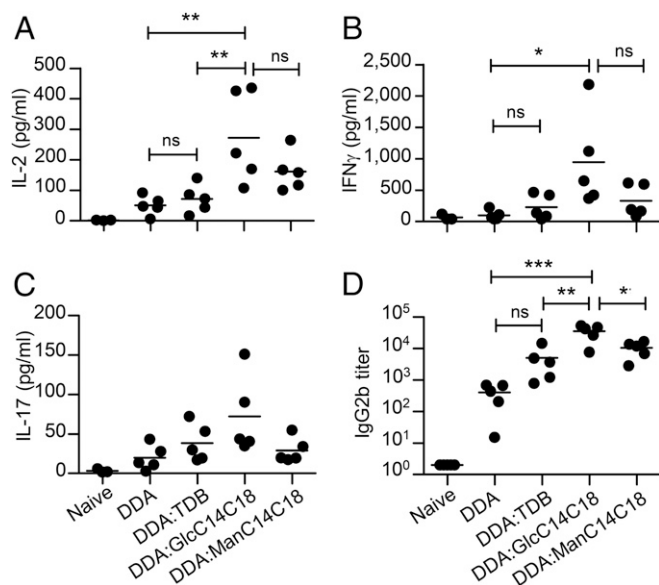 A
**
**
ns
ns
500
400
300
200
100
0
IL-2 (pg/ml)
B
*
ns
ns
2,500
2,000
1,500
1,000
500
0
IFNγ (pg/ml)
C
200
150
100
50
0
IL-17 (pg/ml)
Naive
DDA
DDA:TDB
DDA:GlcC14C18
DDA:ManC14C18
D
***
**
*
ns
10⁵
10⁴
10³
10²
10¹
10⁰
IgG2b titer
Naive
DDA
DDA:TDB
DDA:GlcC14C18
DDA:ManC14C18